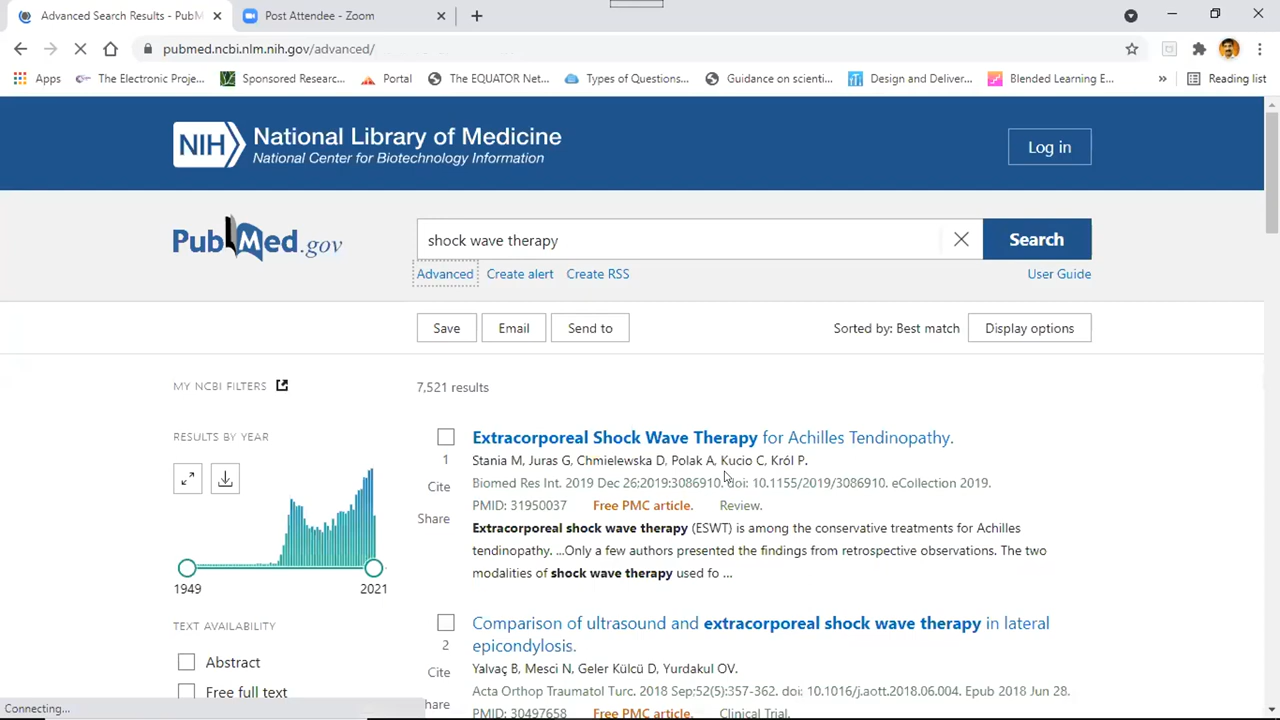 Advanced Search Results - PubM
Post Attendee - Zoom
pubmed.ncbi.nlm.nih.gov/advanced/
Apps
The Electronic Proje...
Sponsored Researc...
Portal
The EQUATOR Net...
Types of Questions...
Guidance on scienti...
Design and Deliver...
Blended Learning E...
»
Reading list
NIH National Library of Medicine
National Center for Biotechnology Information
Log in
PubMed.gov
shock wave therapy
Search
Advanced
Create alert
Create RSS
User Guide
Save
Email
Send to
Sorted by: Best match
Display options
MY NCBI FILTERS
7,521 results
RESULTS BY YEAR
1949
2021
TEXT AVAILABILITY
Abstract
Free full text
1
Cite
Share
Extracorporeal Shock Wave Therapy for Achilles Tendinopathy.
Stania M, Juras G, Chmielewska D, Polak A, Kucio C, Król P.
Biomed Res Int. 2019 Dec 26;2019:3086910. doi: 10.1155/2019/3086910. eCollection 2019.
PMID: 31950037 Free PMC article. Review.
Extracorporeal shock wave therapy (ESWT) is among the conservative treatments for Achilles
tendinopathy. ...Only a few authors presented the findings from retrospective observations. The two
modalities of shock wave therapy used fo ...
2
Cite
hare
Comparison of ultrasound and extracorporeal shock wave therapy in lateral
epicondylosis.
Yalvaç B, Mesci N, Geler Külcü D, Yurdakul OV.
Acta Orthop Traumatol Turc. 2018 Sep;52(5):357-362. doi: 10.1016/j.aott.2018.06.004. Epub 2018 Jun 28.
PMID: 30497658 Free PMC article. Clinical Trial.
Connecting...